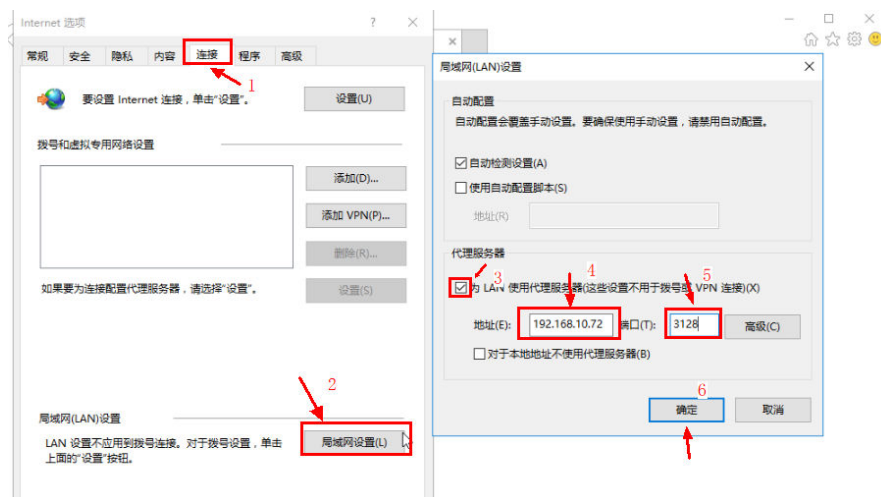 Internet 选项
常规 安全 隐私 内容 连接 程序 高级
1
要设置 Internet 连接，单击“设置”。
设置(U)
拨号和虚拟专用网络设置
添加(D)...
添加 VPN(P)...
删除(R)...
如果要为连接配置代理服务器，请选择“设置”。
设置(S)
2
局域网(LAN)设置
LAN 设置不应用到拨号连接。对于拨号设置，单击
上面的“设置”按钮。
局域网设置(L)
局域网(LAN)设置
自动配置
自动配置会覆盖手动设置。要确保使用手动设置，请禁用自动配置。
自动检测设置(A)
使用自动配置脚本(S)
地址(R)
代理服务器
3
4
5
为 LAN 使用代理服务器(这些设置不用于拨号或 VPN 连接)(X)
地址(E): 192.168.10.72 端口(T): 3128 高级(C)
对于本地地址不使用代理服务器(B)
6
确定 取消